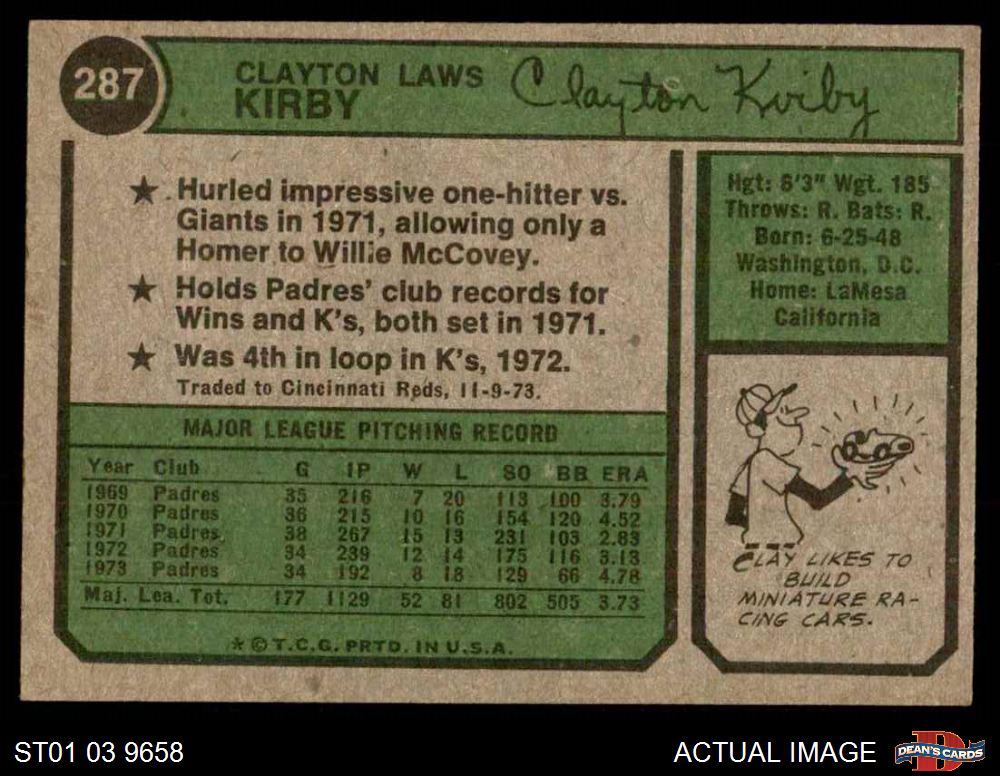 287
CLAYTON LAWS
KIRBY
Clayton Kirby
★ Hurled impressive one-hitter vs.
Giants in 1971, allowing only a
Homer to Willie McCovey.
★ Holds Padres' club records for
Wins and K's, both set in 1971.
★ Was 4th in loop in K's, 1972.
Traded to Cincinnati Reds, 11-9-73.
Hgt: 6'3" Wgt. 185
Throws: R. Bats: R.
Born: 6-25-48
Washington, D.C.
Home: LaMesa
California
MAJOR LEAGUE PITCHING RECORD
Year Club G IP W L SO BB ERA
1969 Padres 35 216 7 20 113 100 3.79
1970 Padres 36 215 10 16 154 120 4.52
1971 Padres 38 267 15 13 231 103 2.83
1972 Padres 34 239 12 14 175 116 3.13
1973 Padres 34 192 8 18 129 66 4.78
Maj. Lea. Tot. 177 1129 52 81 802 505 3.73
*©T.C.G. PRTD. IN U.S.A.
CLAY LIKES TO
BUILD
MINIATURE RA-
CING CARS.
ST01 03 9658
ACTUAL IMAGE
DEAN'S CARDS